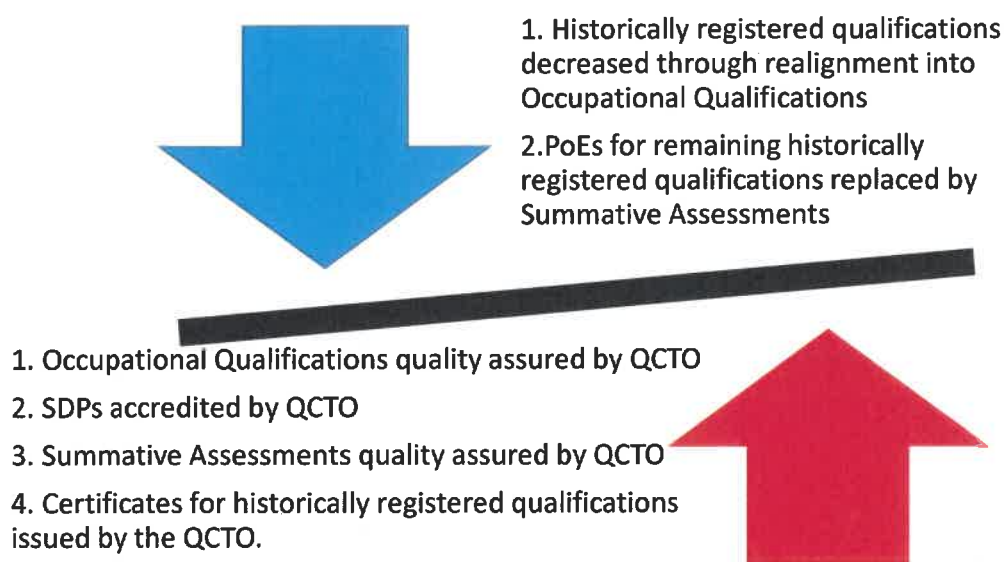 1. Historically registered qualifications
decreased through realignment into
Occupational Qualifications
2.PoEs for remaining historically
registered qualifications replaced by
Summative Assessments
1. Occupational Qualifications quality assured by QCTO
2. SDPs accredited by QCTO
3. Summative Assessments quality assured by QCTO
4. Certificates for historically registered qualifications
issued by the QCTO.